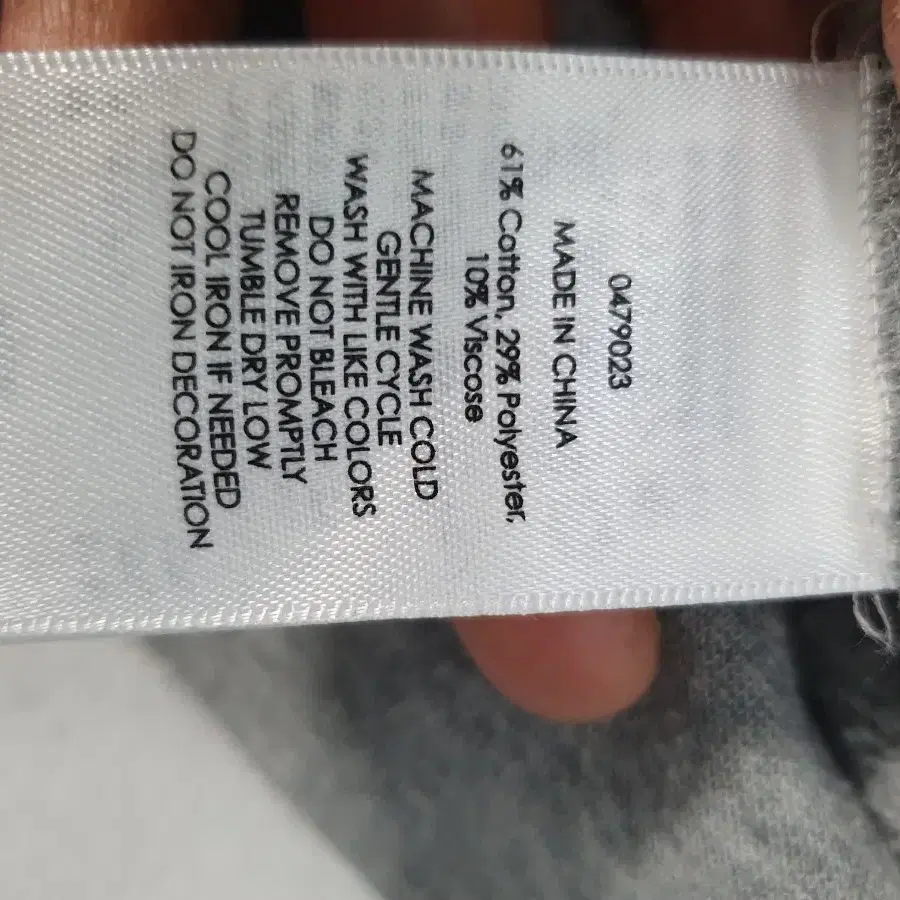 0479023
MADE IN CHINA
61% Cotton, 29% Polyester,
10% Viscose
MACHINE WASH COLD
GENTLE CYCLE
WASH WITH LIKE COLORS
DO NOT BLEACH
REMOVE PROMPTLY
TUMBLE DRY LOW
COOL IRON IF NEEDED
DO NOT IRON DECORATION